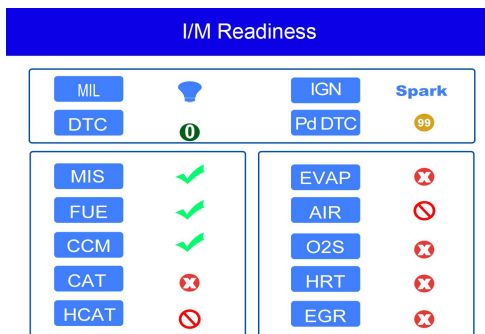 I/M Readiness
MIL IGN Spark
DTC 0 Pd DTC 99
MIS EVAP
FUE AIR
CCM O2S
CAT HRT
HCAT EGR